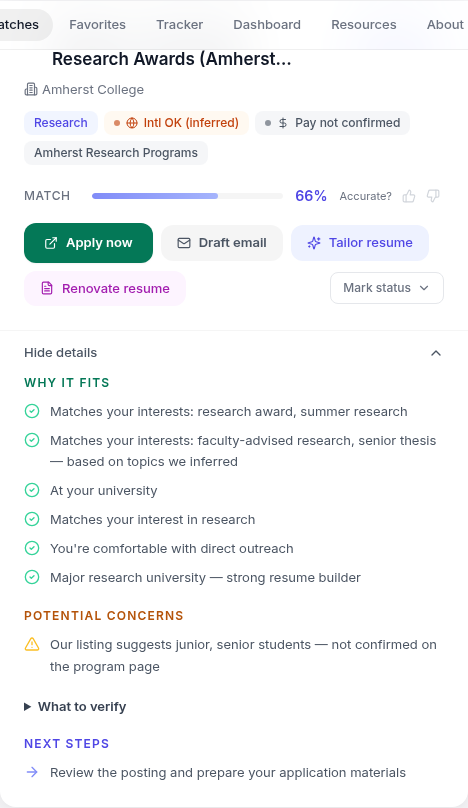 atches Favorites Tracker Dashboard Resources About
Research Awards (Amherst...
Amherst College
Research Intl OK (inferred) $ Pay not confirmed
Amherst Research Programs
MATCH 66% Accurate?
Apply now Draft email Tailor resume
Renovate resume Mark status
Hide details
WHY IT FITS
Matches your interests: research award, summer research
Matches your interests: faculty-advised research, senior thesis
— based on topics we inferred
At your university
Matches your interest in research
You're comfortable with direct outreach
Major research university — strong resume builder
POTENTIAL CONCERNS
Our listing suggests junior, senior students — not confirmed on
the program page
What to verify
NEXT STEPS
Review the posting and prepare your application materials